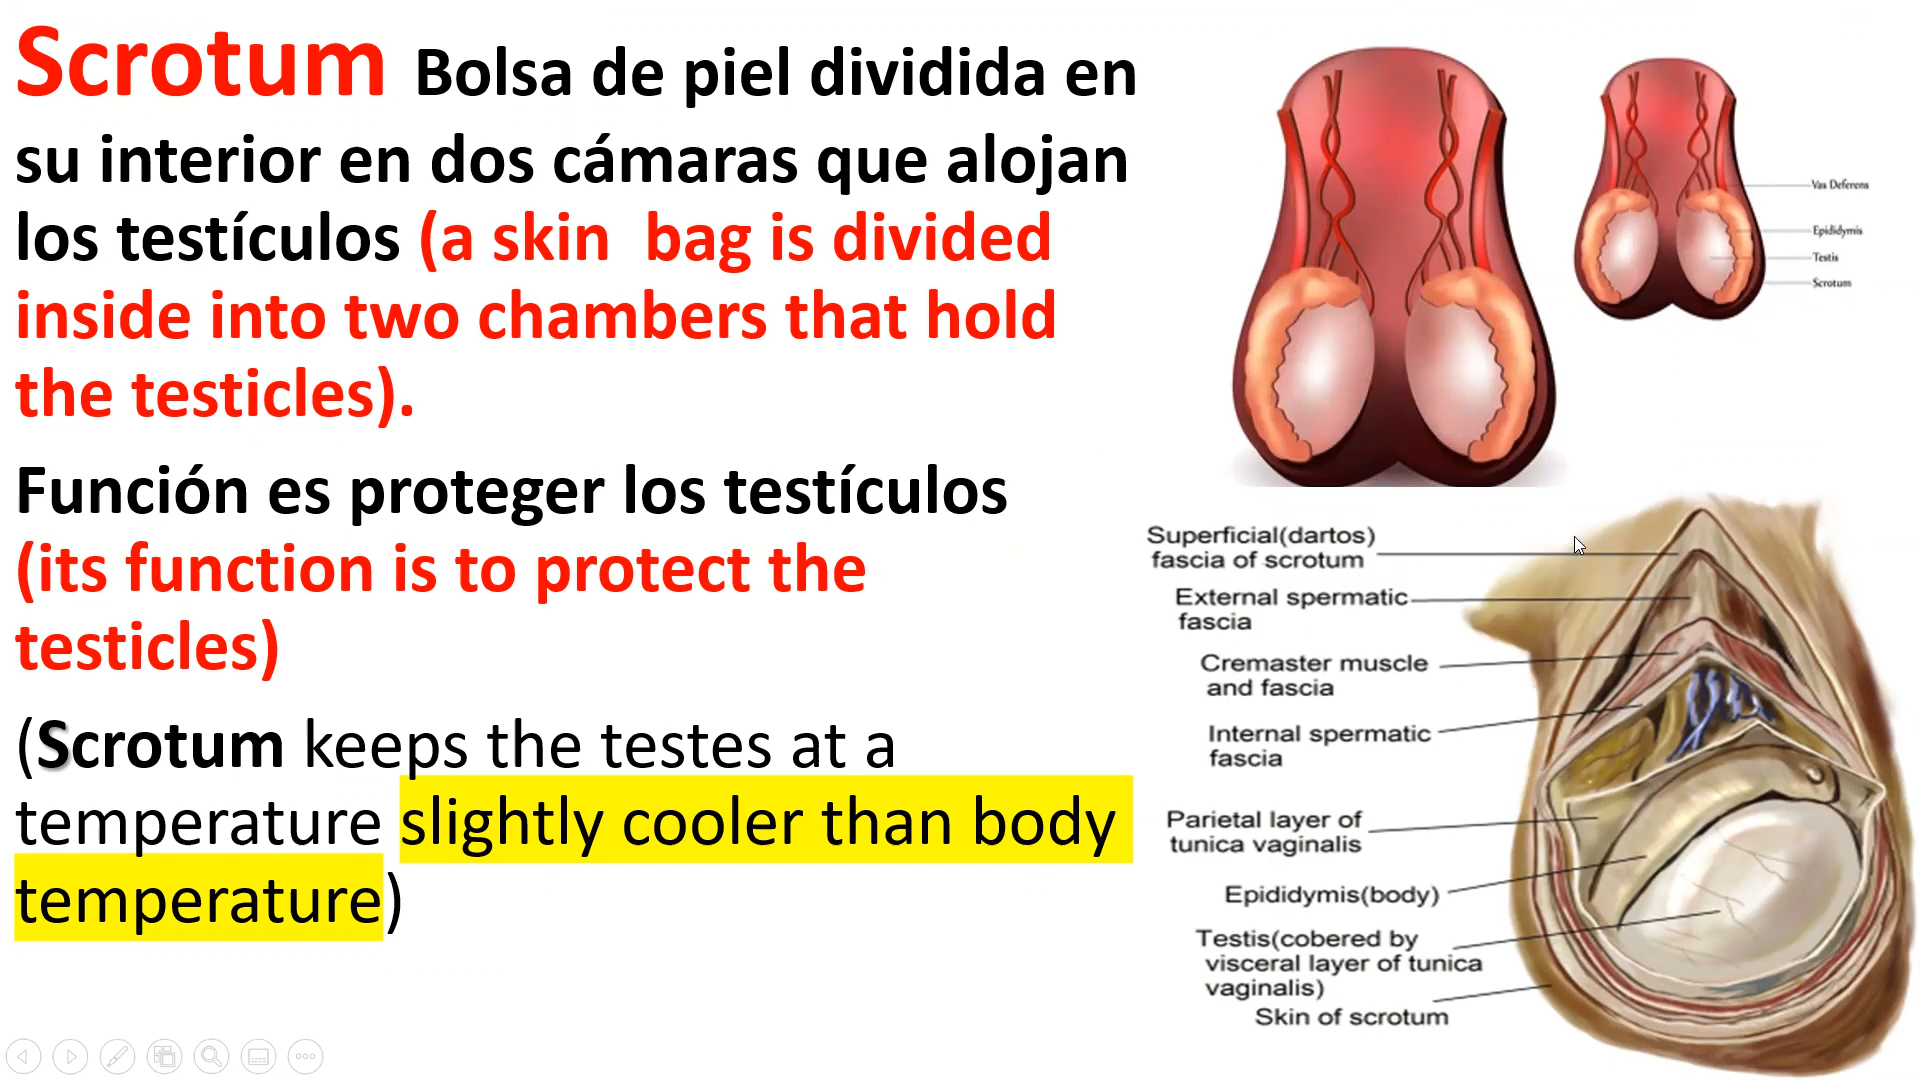 Scrotum Bolsa de piel dividida en
su interior en dos cámaras que alojan
los testículos (a skin bag is divided
inside into two chambers that hold
the testicles).
Función es proteger los testículos
(its function is to protect the
testicles)
(Scrotum keeps the testes at a
temperature slightly cooler than body
temperature)
Vas Deferens
Epididymis
Testis
Scrotum
Superficial(dartos)
fascia of scrotum
External spermatic
fascia
Cremaster muscle
and fascia
Internal spermatic
fascia
Parietal layer of
tunica vaginalis
Epididymis(body)
Testis(cobered by
visceral layer of tunica
vaginalis)
Skin of scrotum